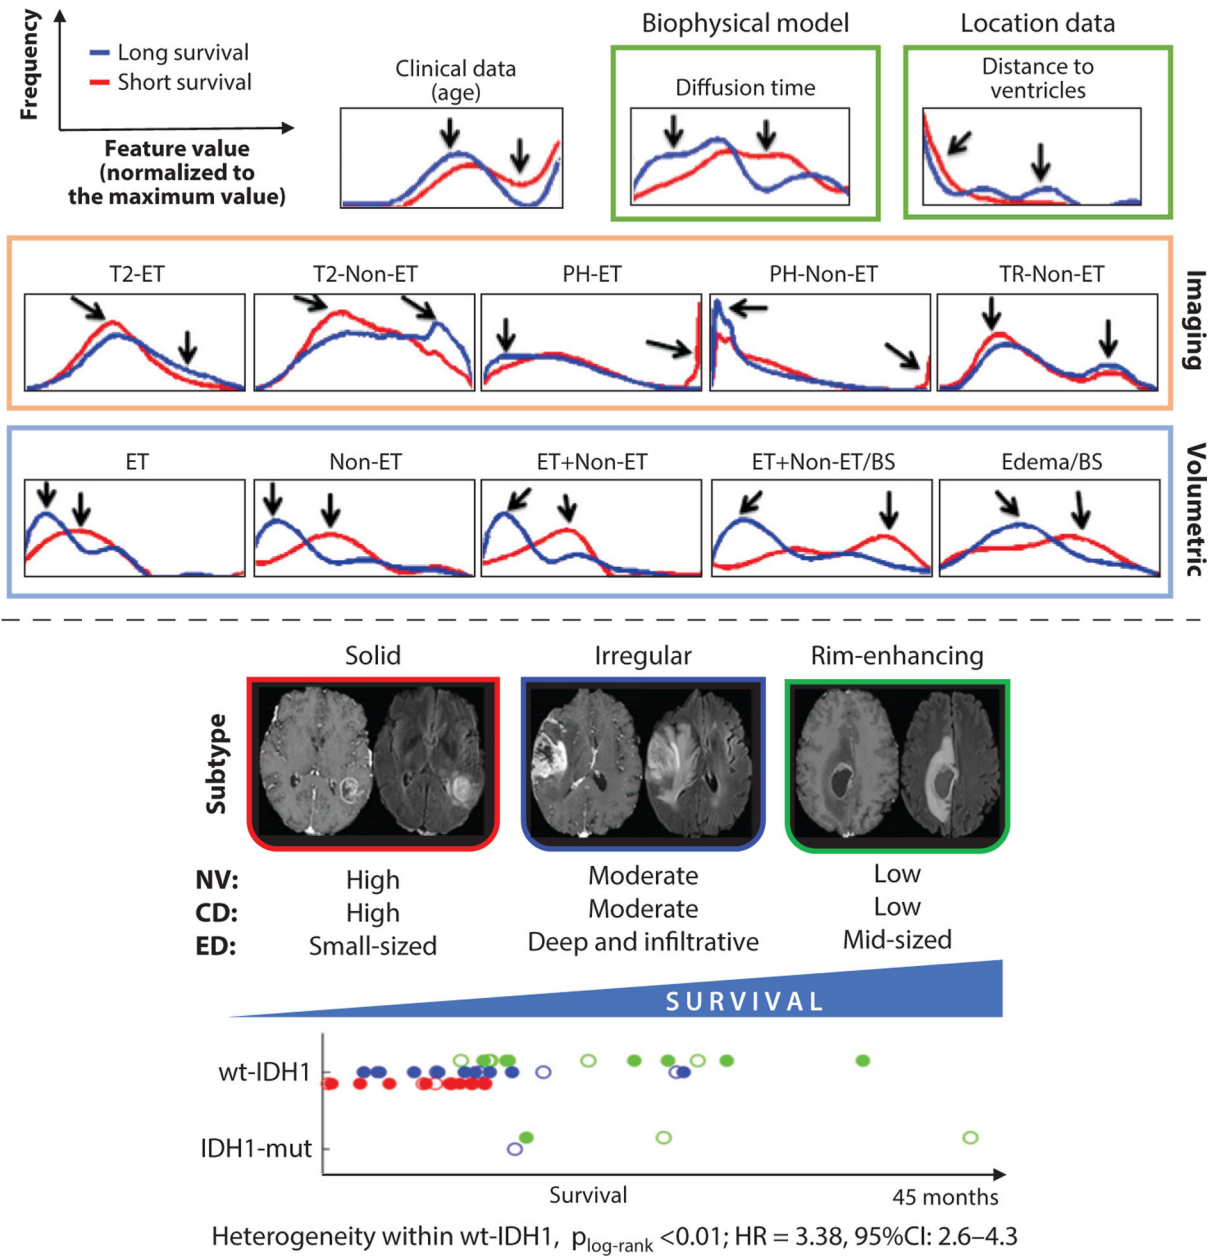 Frequency
Long survival
Short survival
Feature value
(normalized to
the maximum value)
Clinical data
(age)
Biophysical model
Diffusion time
Location data
Distance to
ventricles
T2-ET
T2-Non-ET
PH-ET
PH-Non-ET
TR-Non-ET
Imaging
ET
Non-ET
ET+Non-ET
ET+Non-ET/BS
Edema/BS
Volumetric
Solid
Irregular
Rim-enhancing
Subtype
NV: High Moderate Low
CD: High Moderate Low
ED: Small-sized Deep and infiltrative Mid-sized
SURVIVAL
wt-IDH1
IDH1-mut
Survival
45 months
Heterogeneity within wt-IDH1, plog-rank <0.01; HR = 3.38, 95%CI: 2.6–4.3